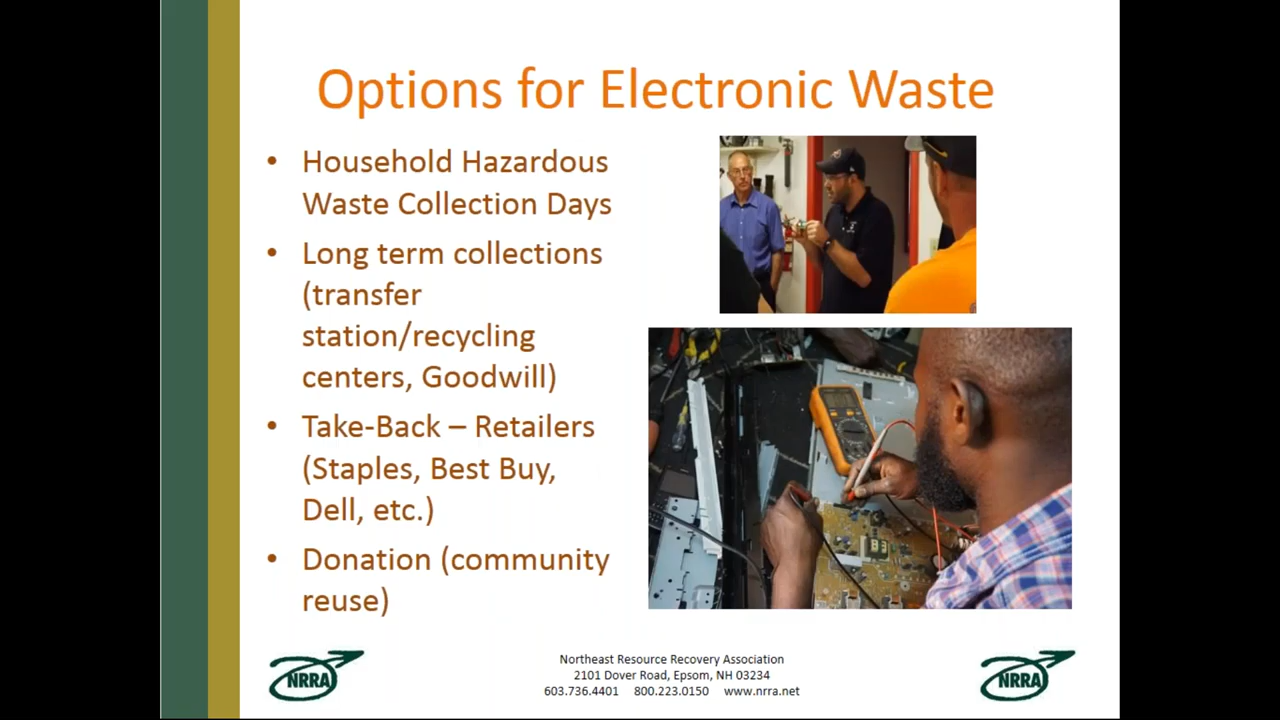 Options for Electronic Waste
• Household Hazardous
Waste Collection Days
• Long term collections
(transfer
station/recycling
centers, Goodwill)
• Take-Back – Retailers
(Staples, Best Buy,
Dell, etc.)
• Donation (community
reuse)
NRRA
Northeast Resource Recovery Association
2101 Dover Road, Epsom, NH 03234
603.736.4401 800.223.0150 www.nrra.net
NRRA